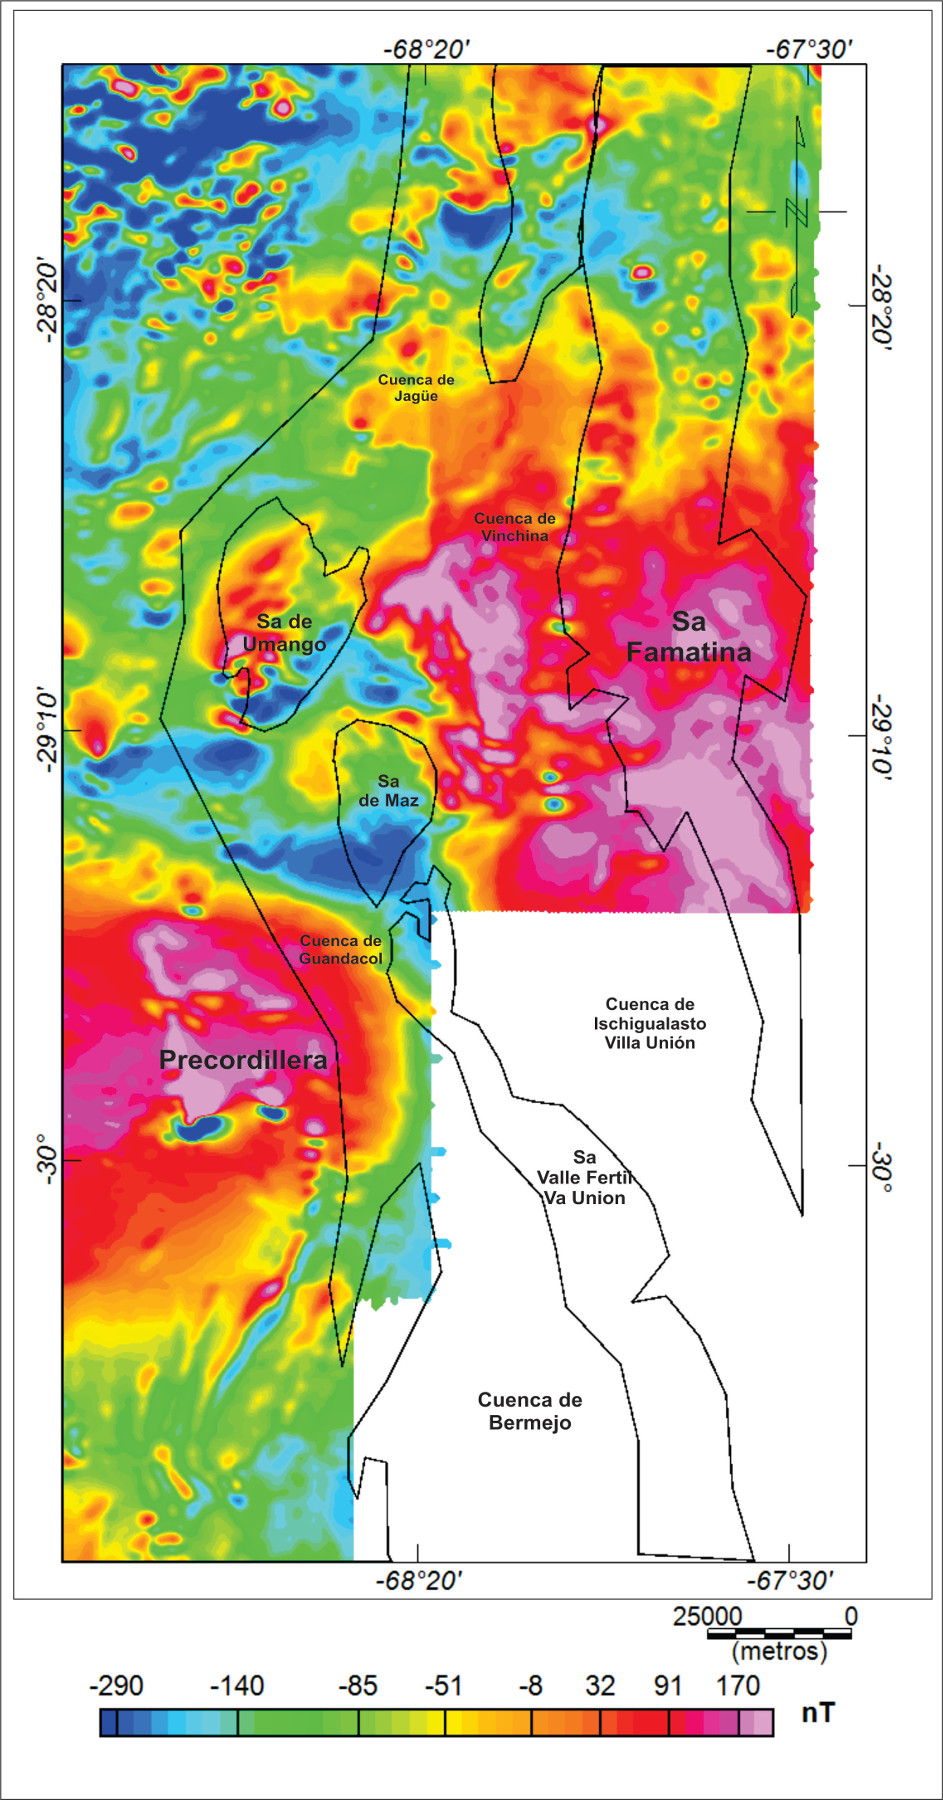 -68°20' -67°30'
-28°20'
-28°20'
Cuenca de
Jagüe
Cuenca de
Vinchina
Sa de
Umango
Sa
Famatina
-29°10'
-29°10'
Sa
de Maz
Cuenca de
Guandacol
Cuenca de
Ischigualasto
Villa Unión
Precordillera
-30°
-30°
Sa
Valle Fertil
Va Union
Cuenca de
Bermejo
-68°20' -67°30'
25000 0
(metros)
-290 -140 -85 -51 -8 32 91 170
nT